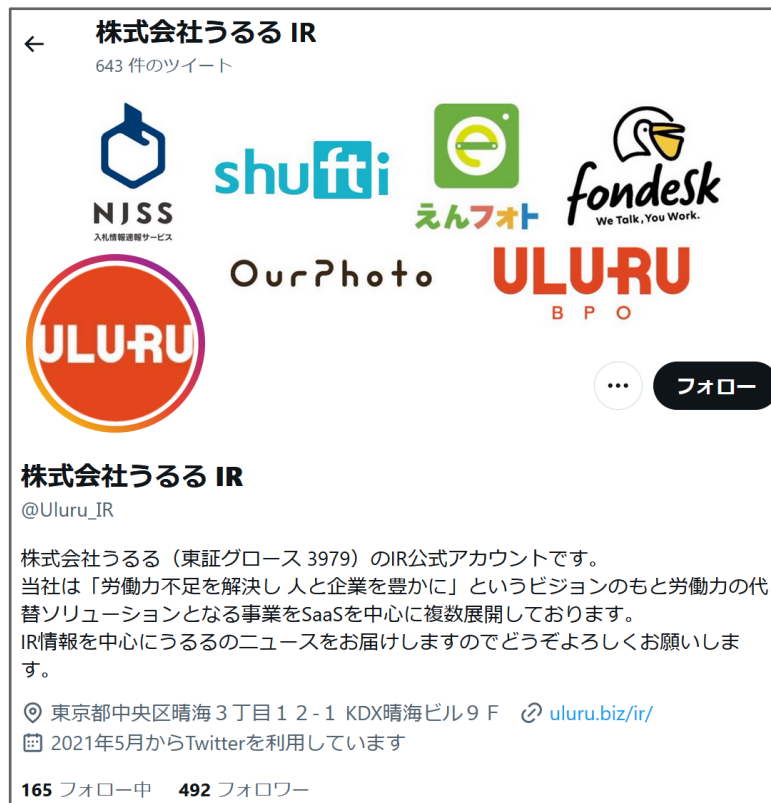 株式会社うるる IR
643 件のツイート
NJSS
入札情報速報サービス
shufti
えんフォト
fondesk
We Talk, You Work.
OurPhoto
ULURU
BPO
ULURU
フォロー
株式会社うるる IR
@Uluru_IR
株式会社うるる（東証グロース 3979）のIR公式アカウントです。
当社は「労働力不足を解決し 人と企業を豊かに」というビジョンのもと労働力の代
替ソリューションとなる事業をSaaSを中心に複数展開しております。
IR情報を中心にうるるのニュースをお届けしますのでどうぞよろしくお願いしま
す。
東京都中央区晴海３丁目１２-１ KDX晴海ビル９Ｆ uluru.biz/ir/
2021年5月からTwitterを利用しています
165 フォロー中 492 フォロワー